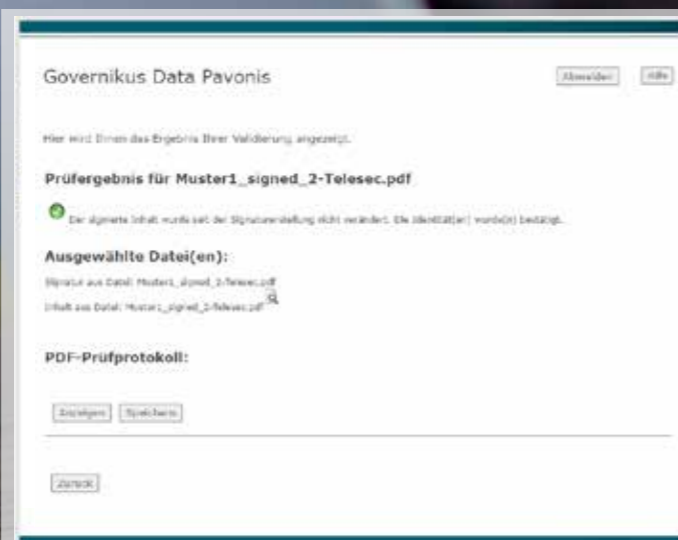 Governikus Data Pavonis
Abmelden
Hilfe
Hier wird Ihnen das Ergebnis Ihrer Validierung angezeigt.
Prüfergebnis für Muster1_signed_2-Telesec.pdf
Der signierte Inhalt wurde seit der Signaturerstellung nicht verändert. Die Identität(en) wurde(n) bestätigt.
Ausgewählte Datei(en):
Signatur aus Datei: Muster1_signed_2-Telesec.pdf
Inhalt aus Datei: Muster1_signed_2-Telesec.pdf
PDF-Prüfprotokoll:
Anzeigen
Speichern
Zurück